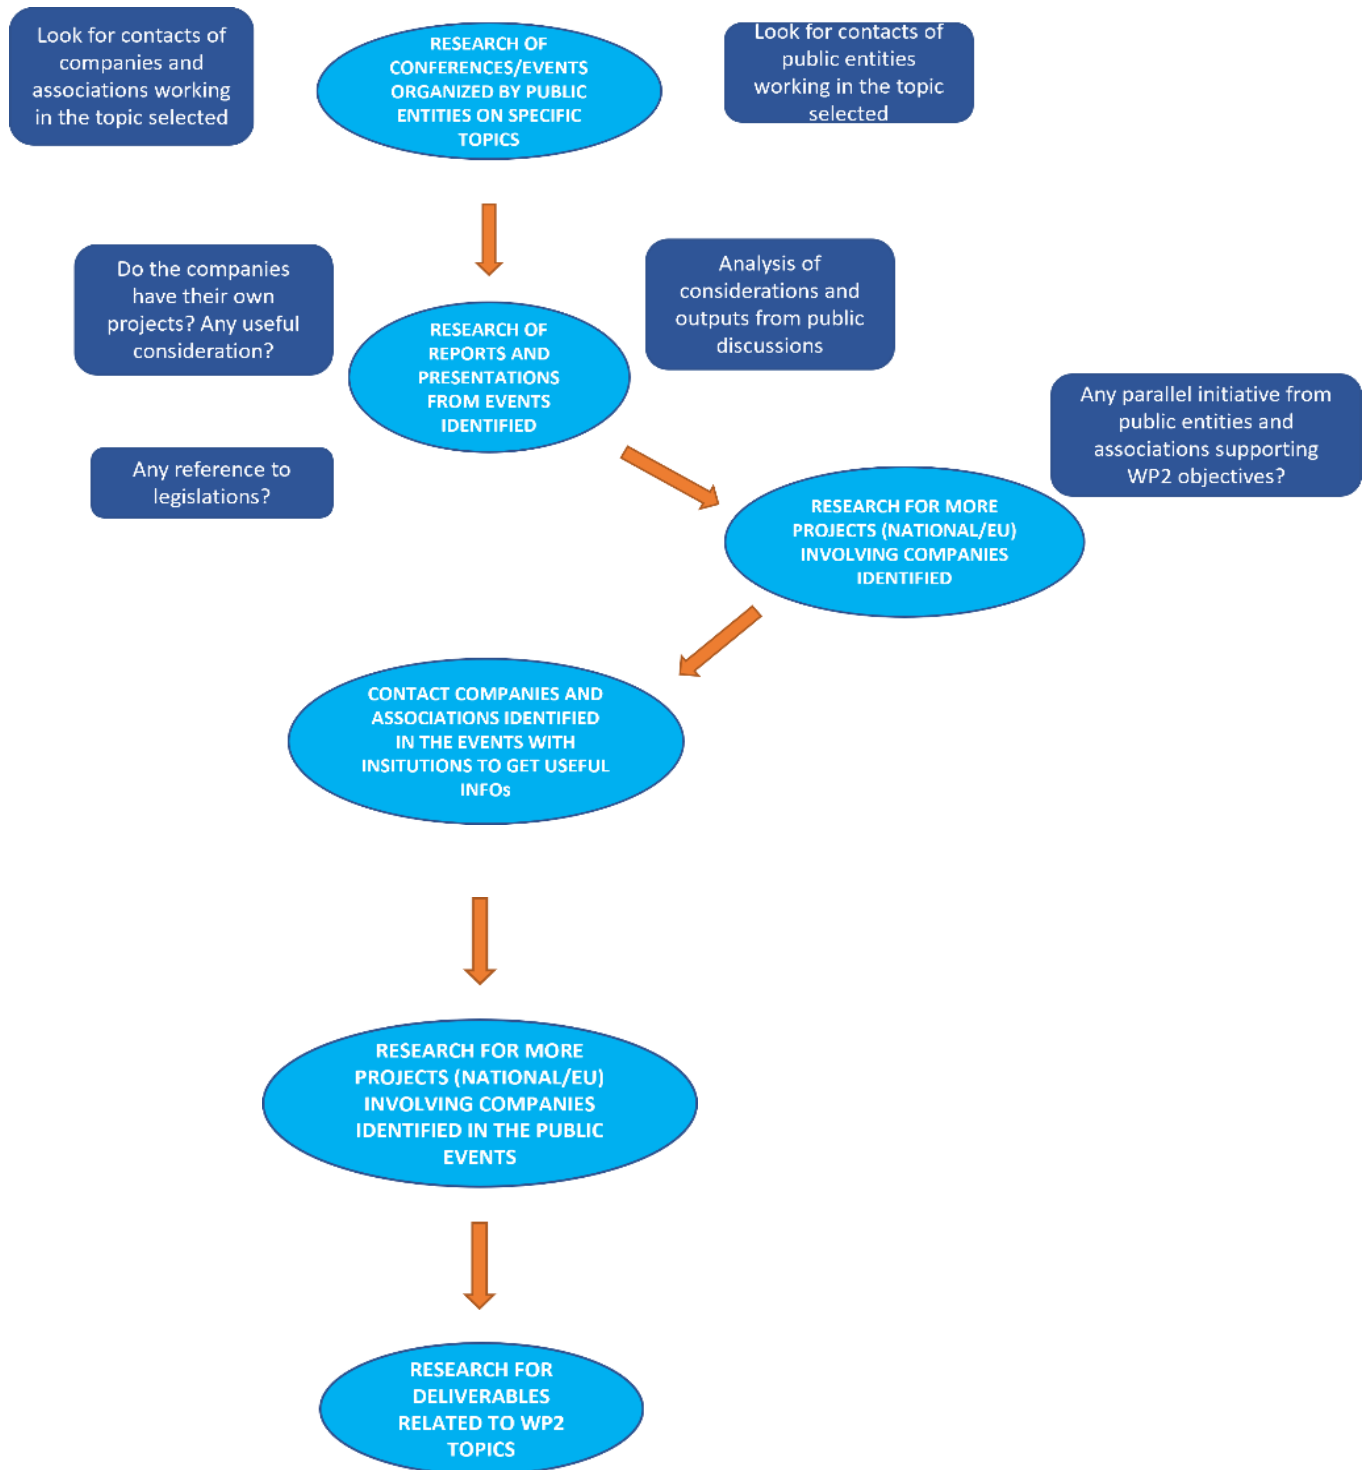 Look for contacts of
companies and
associations working
in the topic selected
RESEARCH OF
CONFERENCES/EVENTS
ORGANIZED BY PUBLIC
ENTITIES ON SPECIFIC
TOPICS
Look for contacts of
public entities
working in the topic
selected
Do the companies
have their own
projects? Any useful
consideration?
RESEARCH OF
REPORTS AND
PRESENTATIONS
FROM EVENTS
IDENTIFIED
Analysis of
considerations and
outputs from public
discussions
Any reference to
legislations?
Any parallel initiative from
public entities and
associations supporting
WP2 objectives?
RESEARCH FOR MORE
PROJECTS (NATIONAL/EU)
INVOLVING COMPANIES
IDENTIFIED
CONTACT COMPANIES AND
ASSOCIATIONS IDENTIFIED
IN THE EVENTS WITH
INSITUTIONS TO GET USEFUL
INFOs
RESEARCH FOR MORE
PROJECTS (NATIONAL/EU)
INVOLVING COMPANIES
IDENTIFIED IN THE PUBLIC
EVENTS
RESEARCH FOR
DELIVERABLES
RELATED TO WP2
TOPICS